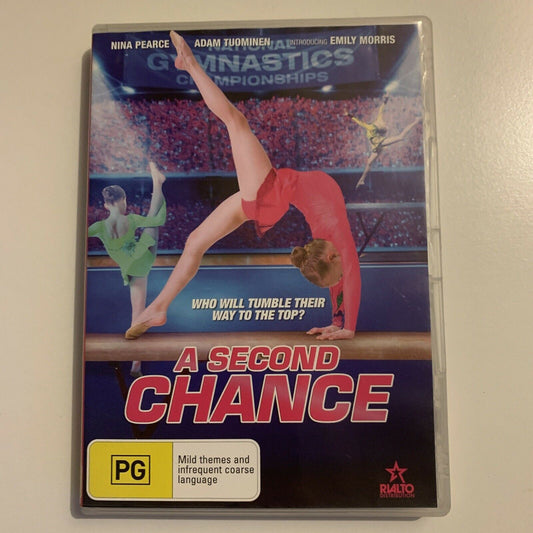 NINA PEARCE ADAM TUOMINEN INTRODUCING EMILY MORRIS
NATIONAL
GYMNASTICS
CHAMPIONSHIPS
WHO WILL TUMBLE THEIR
WAY TO THE TOP?
A SECOND
CHANCE
PG
Mild themes and
infrequent coarse
language
RIALTO
DISTRIBUTION